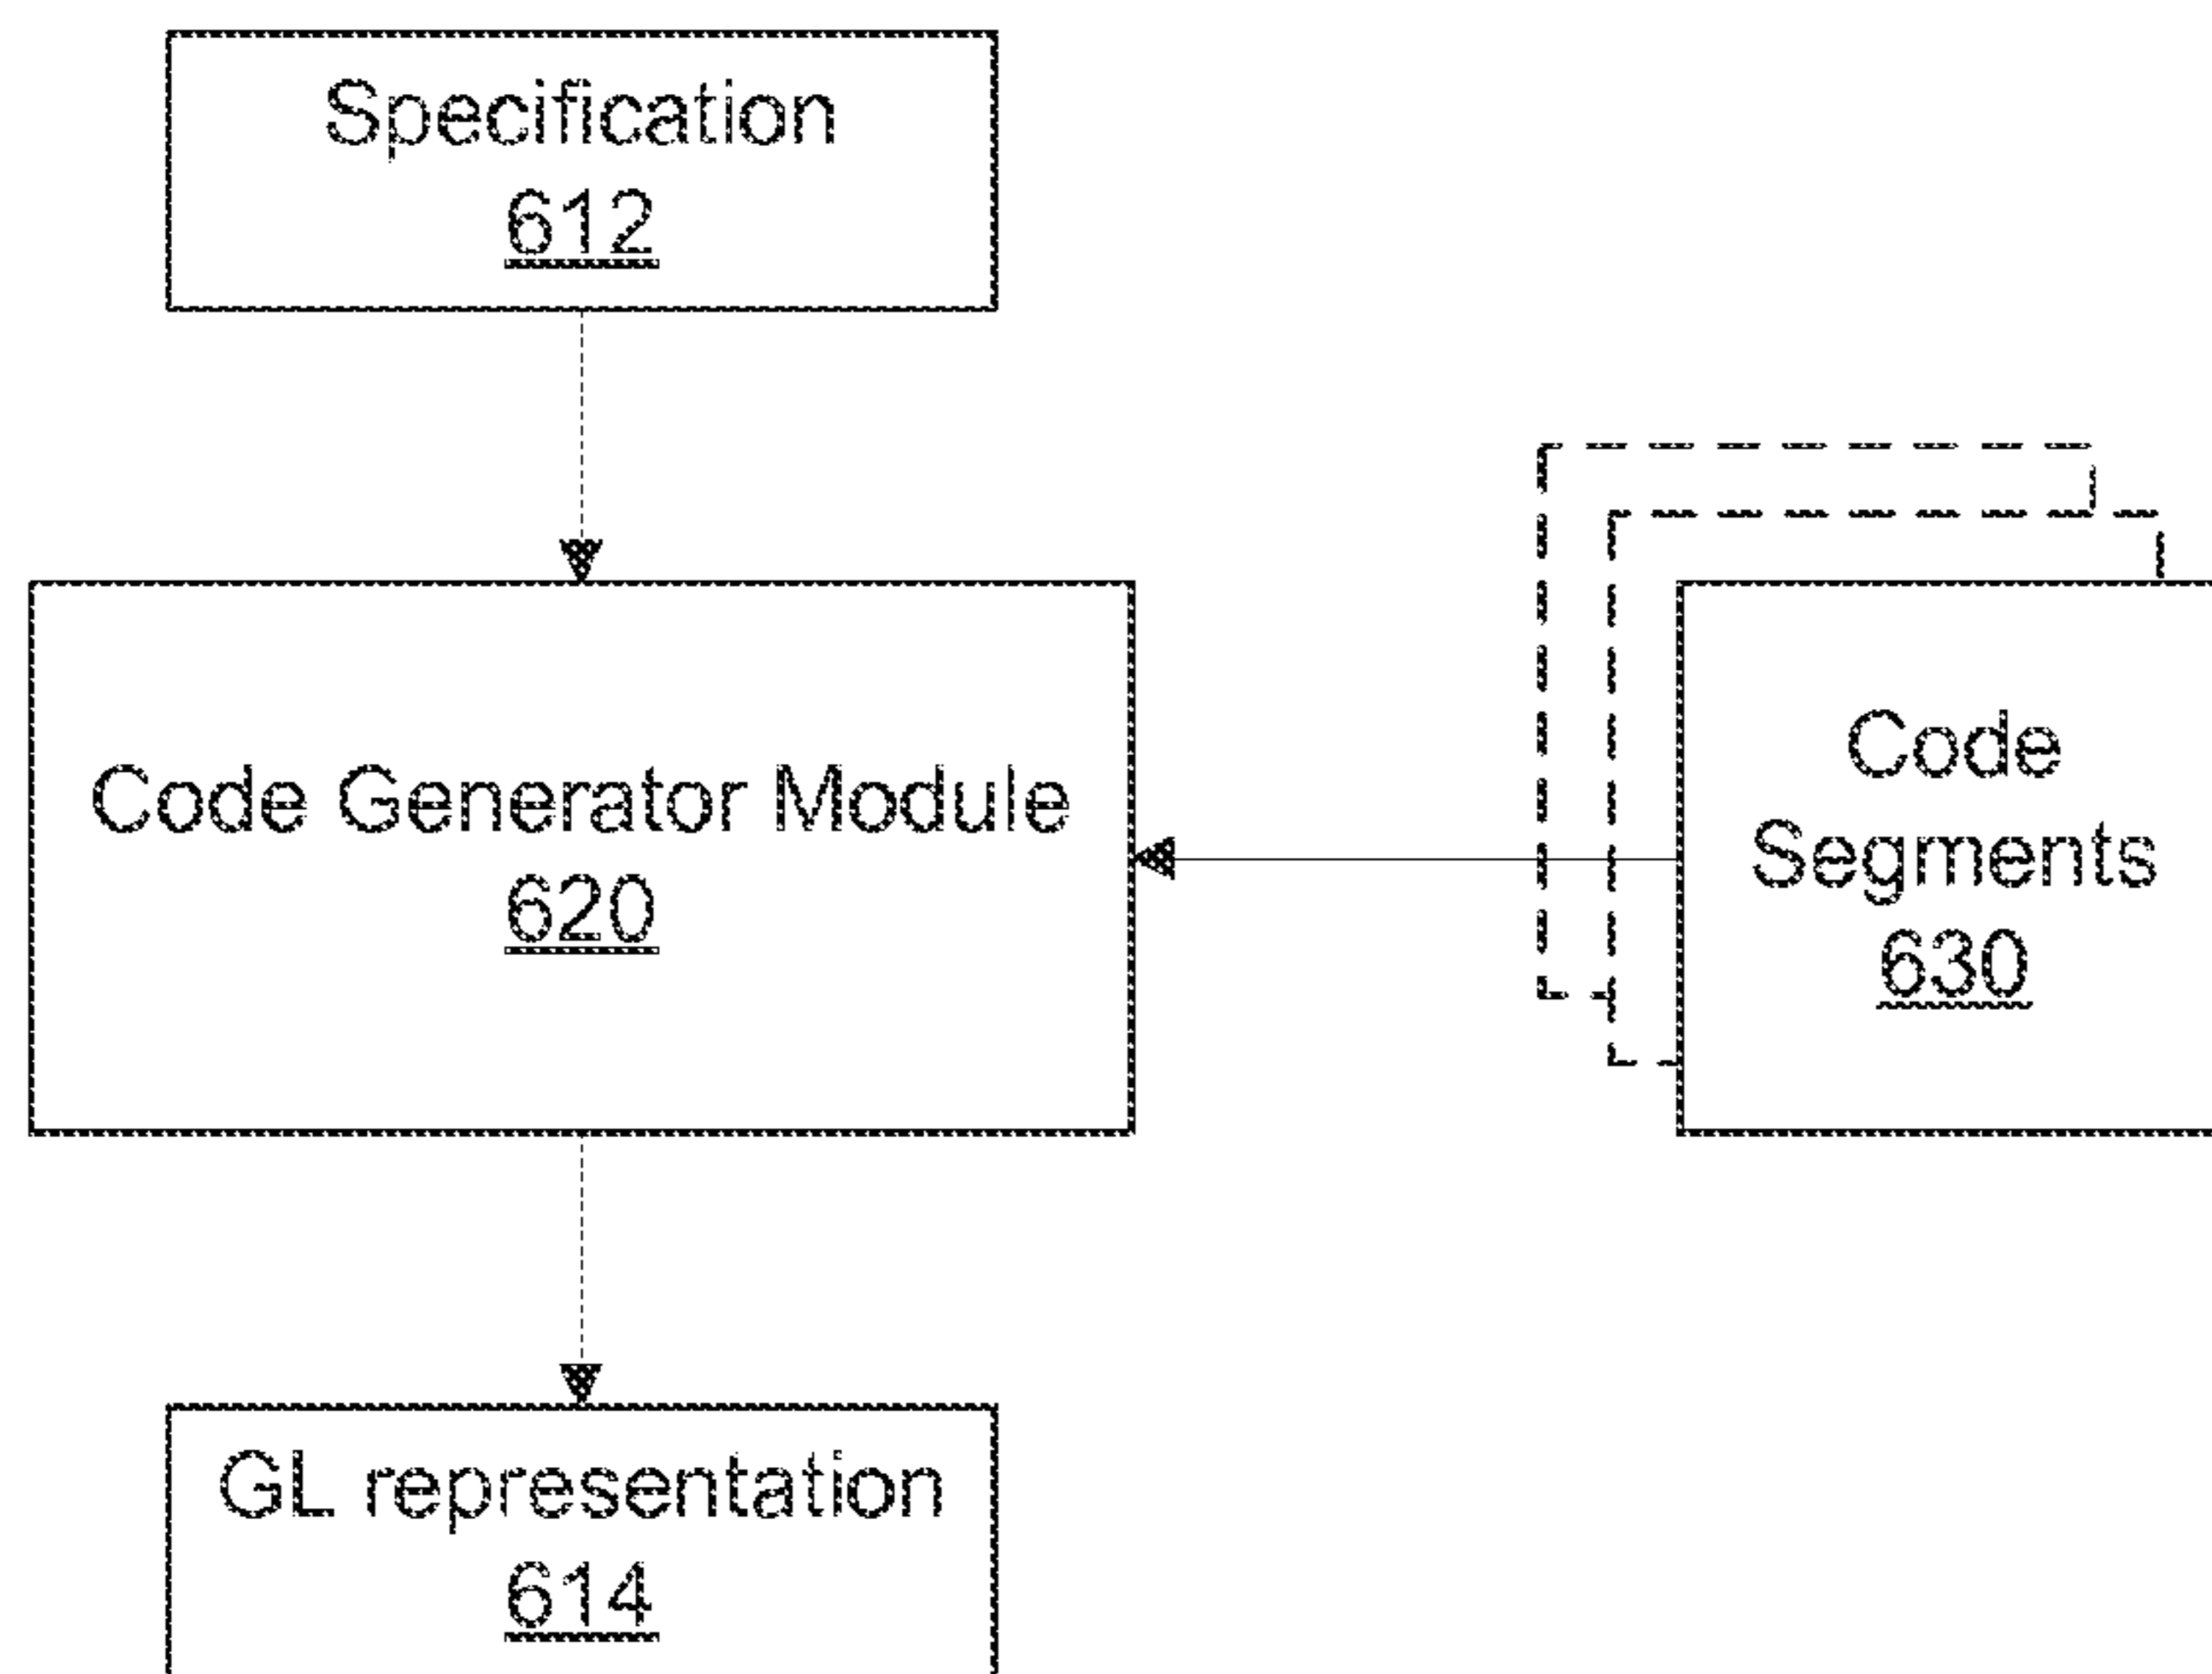 Specification
612
Code Generator Module
620
Code
Segments
630
GL representation
614